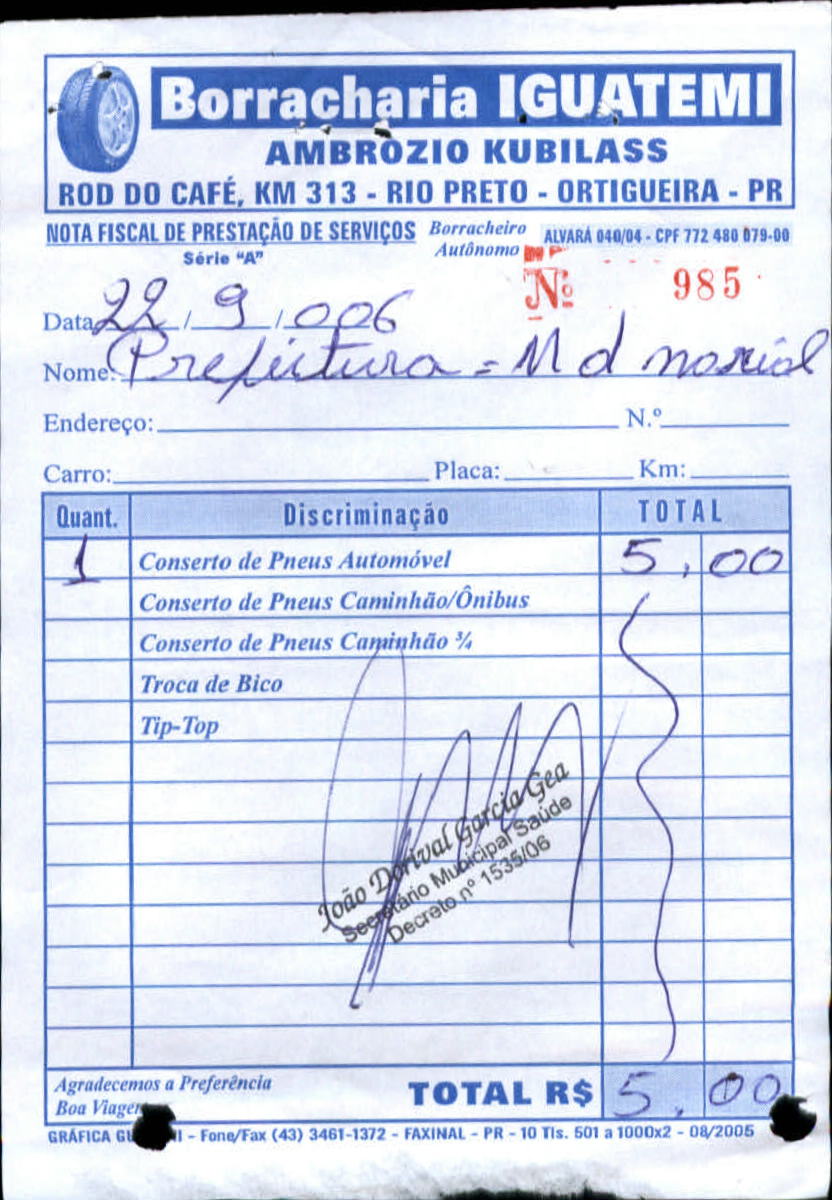 Borracharia IGUATEMI
AMBROZIO KUBILASS
ROD DO CAFÉ, KM 313 - RIO PRETO - ORTIGUEIRA - PR
NOTA FISCAL DE PRESTAÇÃO DE SERVIÇOS
Série "A"
Borracheiro
Autônomo
ALVARÁ 040/04 - CPF 772 480 079-00
Nº 985
Data 22 / 9 / 006
Nome: Prefeitura = M d
Endereço: N.º
Carro: Placa: Km:
Quant. Discriminação TOTAL
1 Conserto de Pneus Automóvel 5,00
Conserto de Pneus Caminhão/Ônibus
Conserto de Pneus Caminhão ¾
Troca de Bico
Tip-Top
João Dorival Garcia Gea
Secretário Municipal Saúde
Decreto nº 1535/06
Agradecemos a Preferência
Boa
TOTAL R$ 5,00
GRÁFICA - Fone/Fax (43) 3461-1372 - FAXINAL - PR - 10 Tls. 501 a 1000x2 - 08/2005